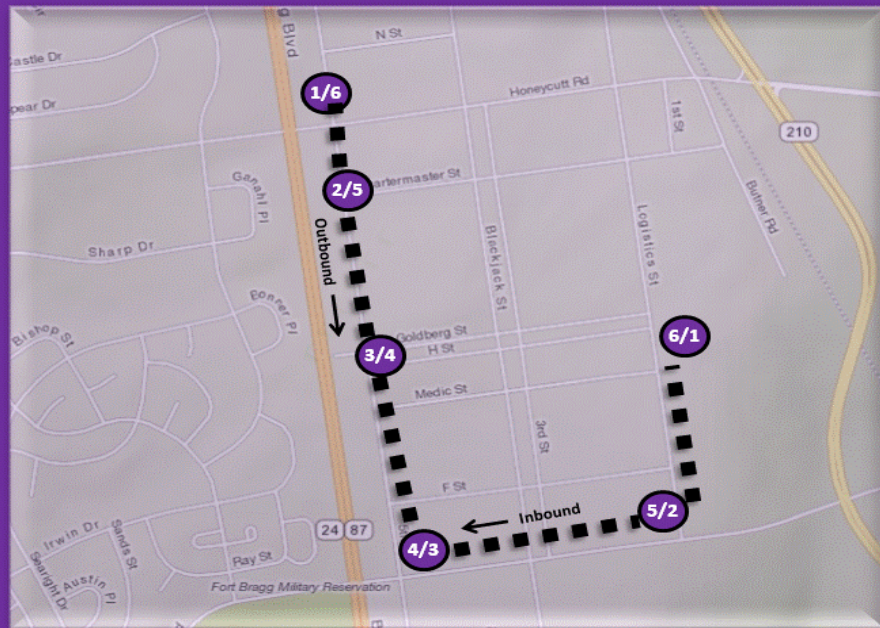 g Blvd
N St
astle Dr
1/6
Honeycutt Rd
pear Dr
1st St
210
2/5
artermaster St
Ganahl Pl
Butner Rd
Logistics St
Outbound
Sharp Dr
Blackjack St
Bonner Pl
Bishop St
Goldberg St
6/1
H St
3/4
Medic St
3rd St
F St
5/2
Inbound
24 87
Irwin Dr
Sands St
4/3
Ray St
Searight Dr
Austin Pl
Fort Bragg Military Reservation
B